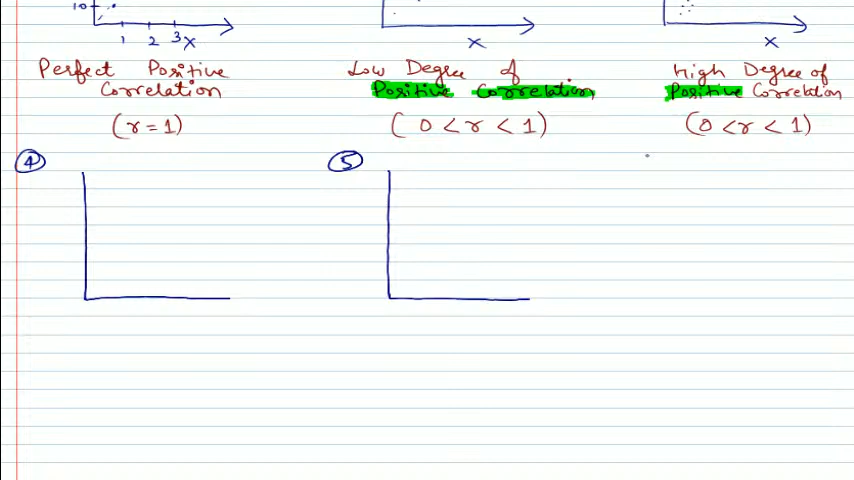 10
1 2 3 X
X
X
Perfect Positive
Correlation
(r = 1)
Low Degree of
Positive Correlation
( 0 < r < 1)
High Degree of
Positive Correlation
(0 < r < 1)
4
5